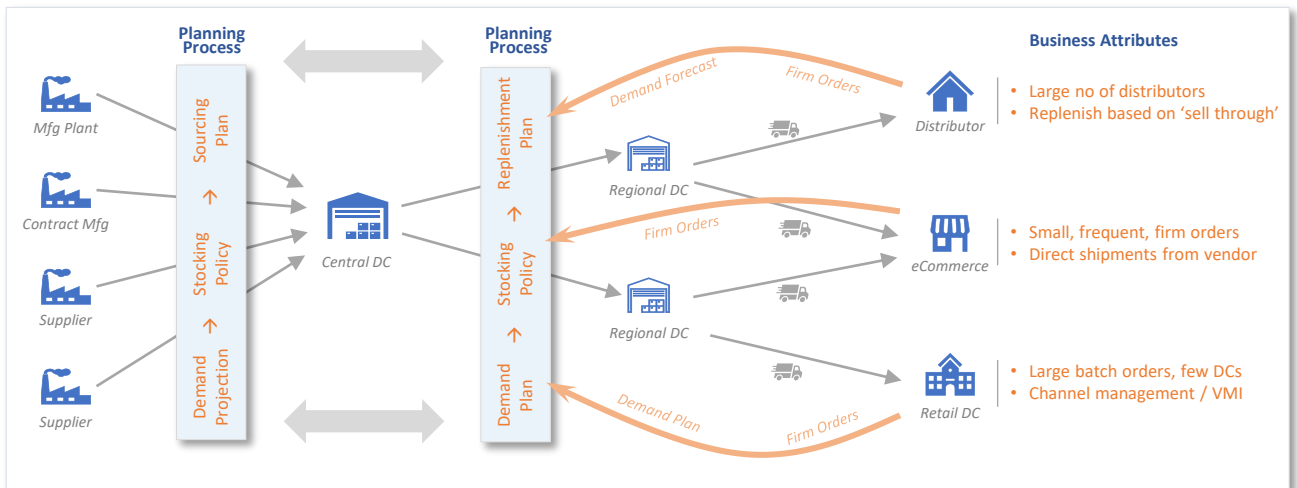 Planning
Process
Planning
Process
Business Attributes
Mfg Plant
Contract Mfg
Supplier
Supplier
Sourcing
Plan
Stocking
Policy
Demand
Projection
Central DC
Replenishment
Plan
Stocking
Policy
Demand
Plan
Demand Forecast
Firm Orders
Regional DC
Firm Orders
Regional DC
Demand Plan
Firm Orders
Distributor
• Large no of distributors
• Replenish based on ‘sell through’
eCommerce
• Small, frequent, firm orders
• Direct shipments from vendor
Retail DC
• Large batch orders, few DCs
• Channel management / VMI